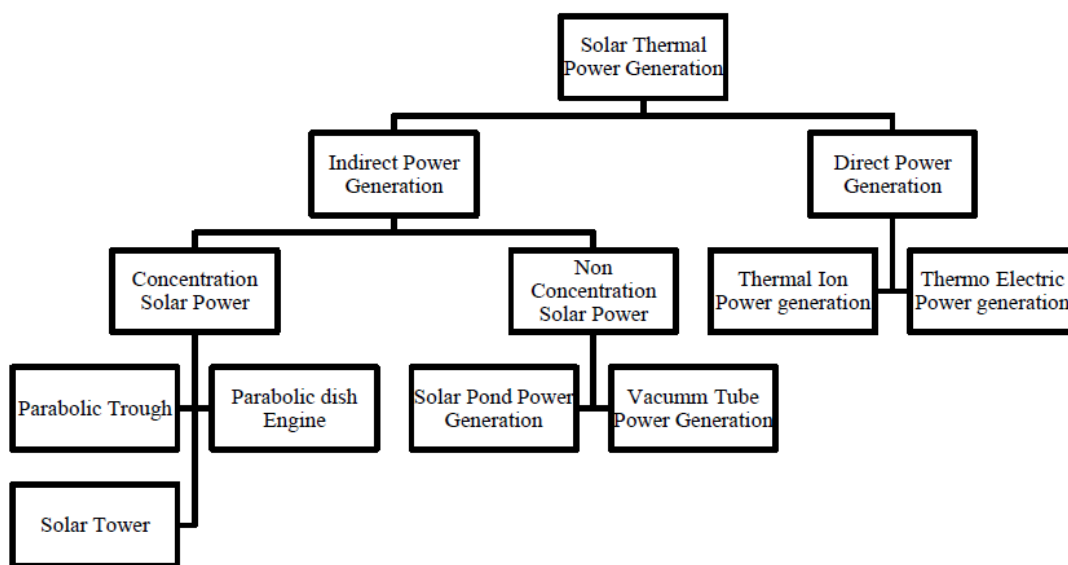 Solar Thermal
Power Generation
Indirect Power
Generation
Direct Power
Generation
Concentration
Solar Power
Non
Concentration
Solar Power
Thermal Ion
Power generation
Thermo Electric
Power generation
Parabolic Trough
Parabolic dish
Engine
Solar Pond Power
Generation
Vacumm Tube
Power Generation
Solar Tower